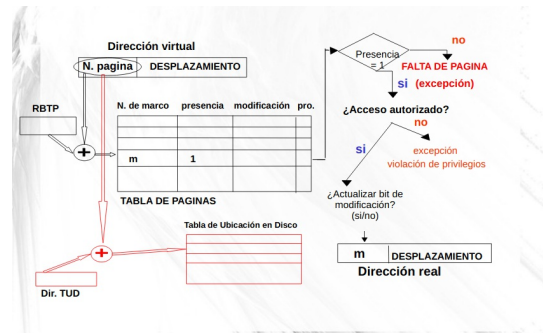 Dirección virtual
N. pagina DESPLAZAMIENTO
RBTP
N. de marco presencia modificación pro.
+
m 1
TABLA DE PAGINAS
Tabla de Ubicación en Disco
+
Dir. TUD
Presencia
= 1
no
FALTA DE PAGINA
si (excepción)
¿Acceso autorizado?
no
si
excepción
violación de privilegios
¿Actualizar bit de
modificación?
(si/no)
m DESPLAZAMIENTO
Dirección real